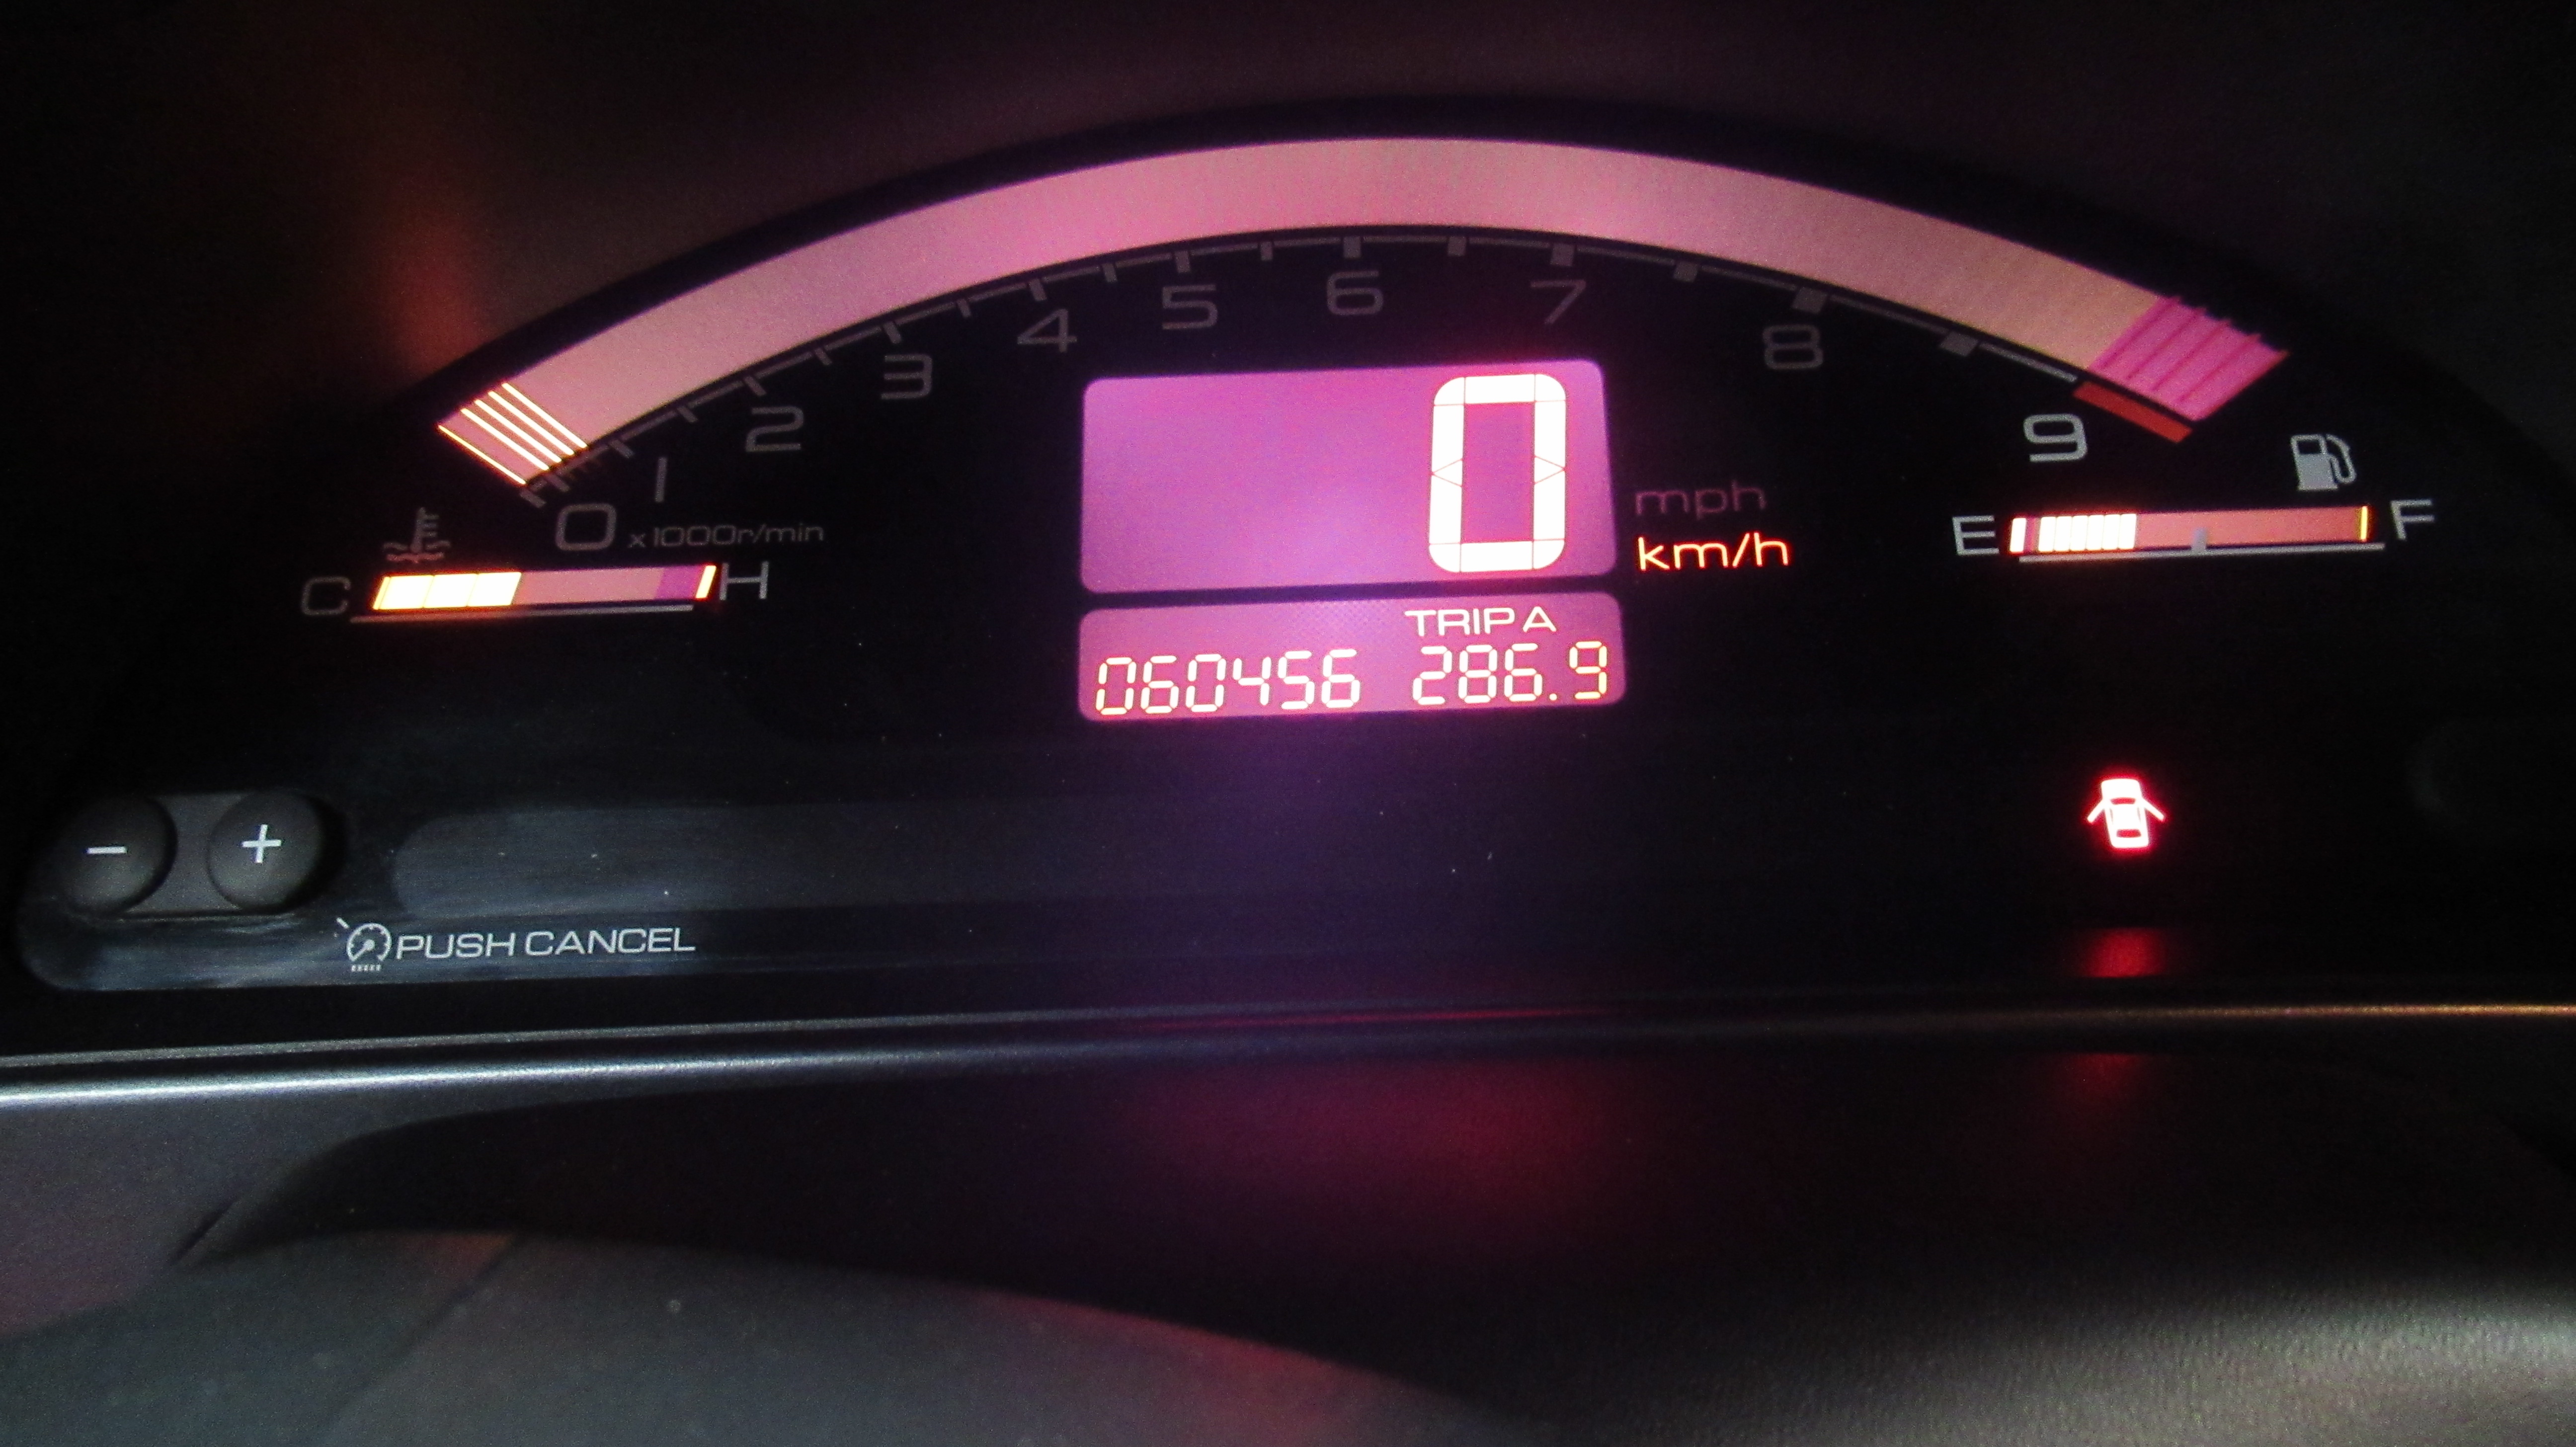 0 1 2 3 4 5 6 7 8 9
x1000r/min
C H
0
mph
km/h
E F
TRIP A
060456 286.9
- +
PUSH CANCEL